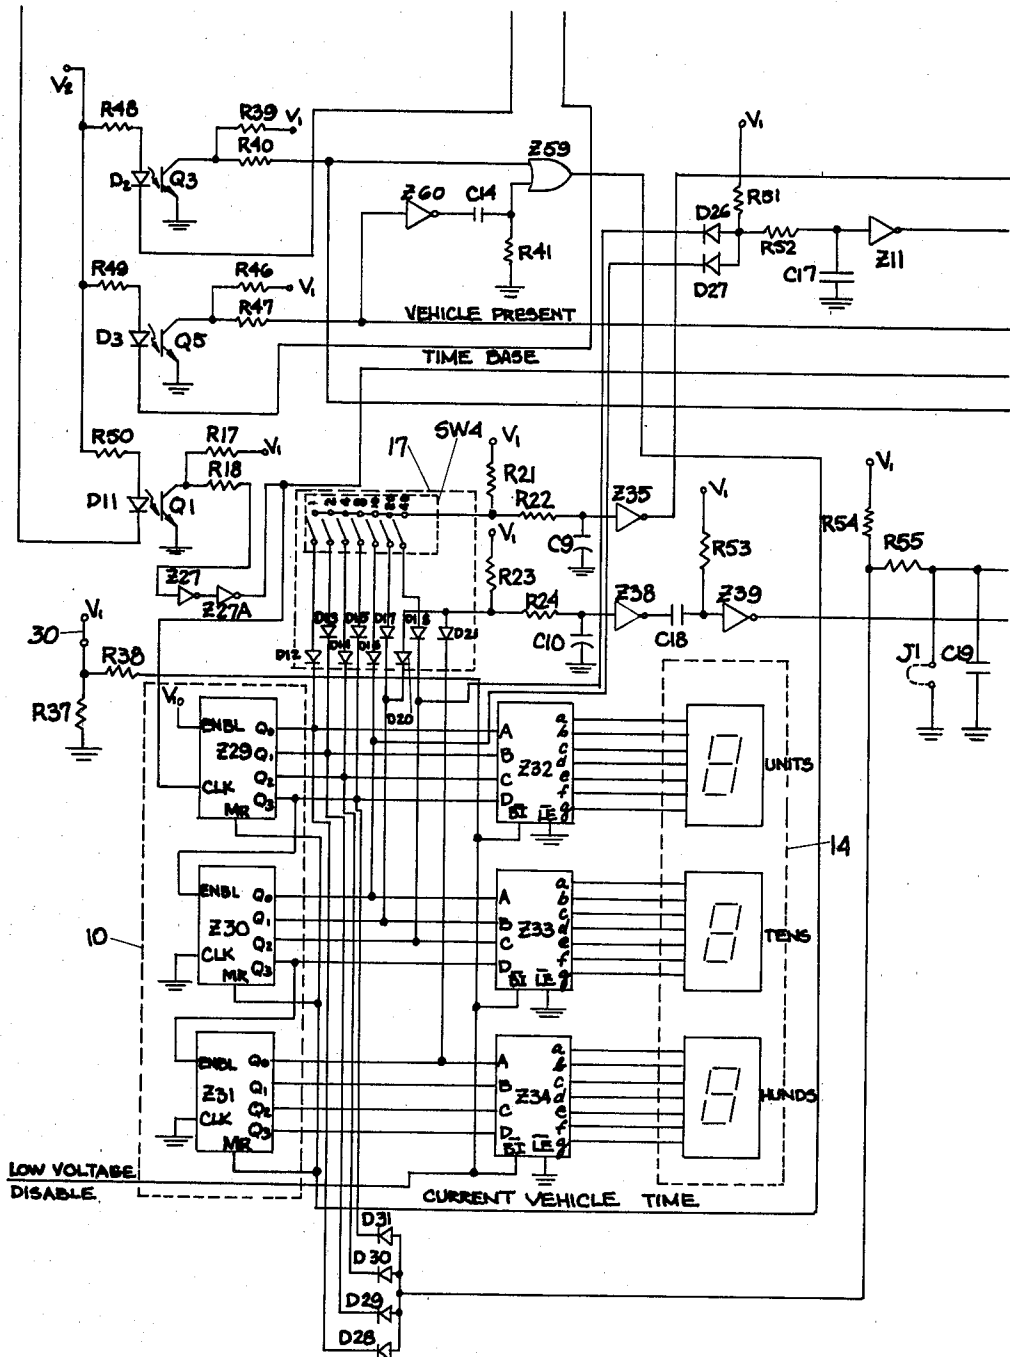 V2
R48
R39
V1
R40
D2
Q3
Z59
Z60
C14
R41
V1
R51
D26
D27
R52
C17
Z11
R49
R46
V1
R47
D3
Q5
VEHICLE PRESENT
TIME BASE
R50
R17
V1
R18
D11
Q1
17
SW4
1
2
4
8
V1
R21
R22
Z35
C9
V1
R23
R24
Z38
C10
C18
V1
R53
Z39
V1
R54
R55
J1
C19
Z27
Z27A
V1
30
R38
R37
D12
D13
D14
D15
D16
D17
D18
D20
D21
V10
ENBL Q0
Z29 Q1
Q2
CLK Q3
MR
A
B
C Z32
D
BI LE
a
b
c
d
e
f
g
UNITS
14
10
ENBL Q0
Z30 Q1
CLK Q2
MR Q3
A
B Z33
C
D
BI LE
a
b
c
d
e
f
g
TENS
ENBL Q0
Z31 Q1
CLK Q2
MR Q3
A
B Z34
C
D
BI LE
a
b
c
d
e
f
g
HUNDS
LOW VOLTAGE
DISABLE
CURRENT VEHICLE TIME
D31
D30
D29
D28